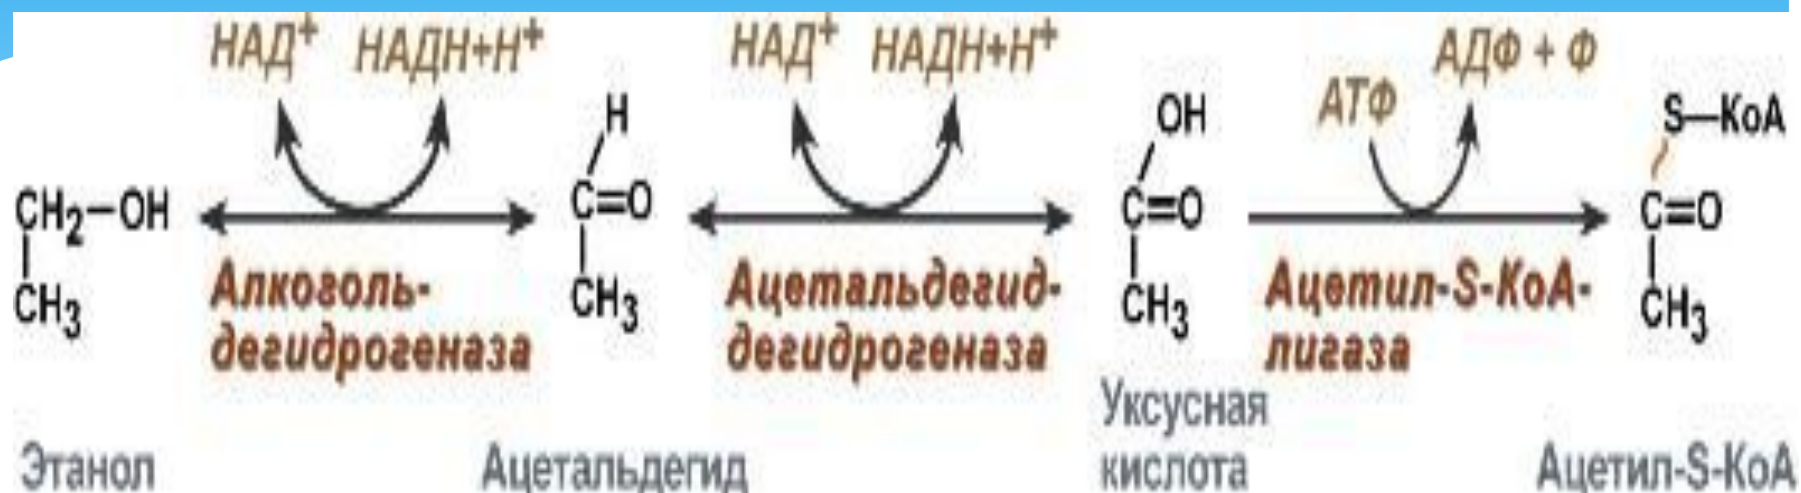 НАД⁺ НАДН+Н⁺ НАД⁺ НАДН+Н⁺ АТФ АДФ + Ф
H OH S—КоА
CH₂—OH C=O C=O C=O
CH₃ CH₃ CH₃ CH₃
Алкоголь- Ацетальдегид- Ацетил-S-КоА-
дегидрогеназа дегидрогеназа лигаза
Уксусная
Этанол Ацетальдегид кислота Ацетил-S-КоА